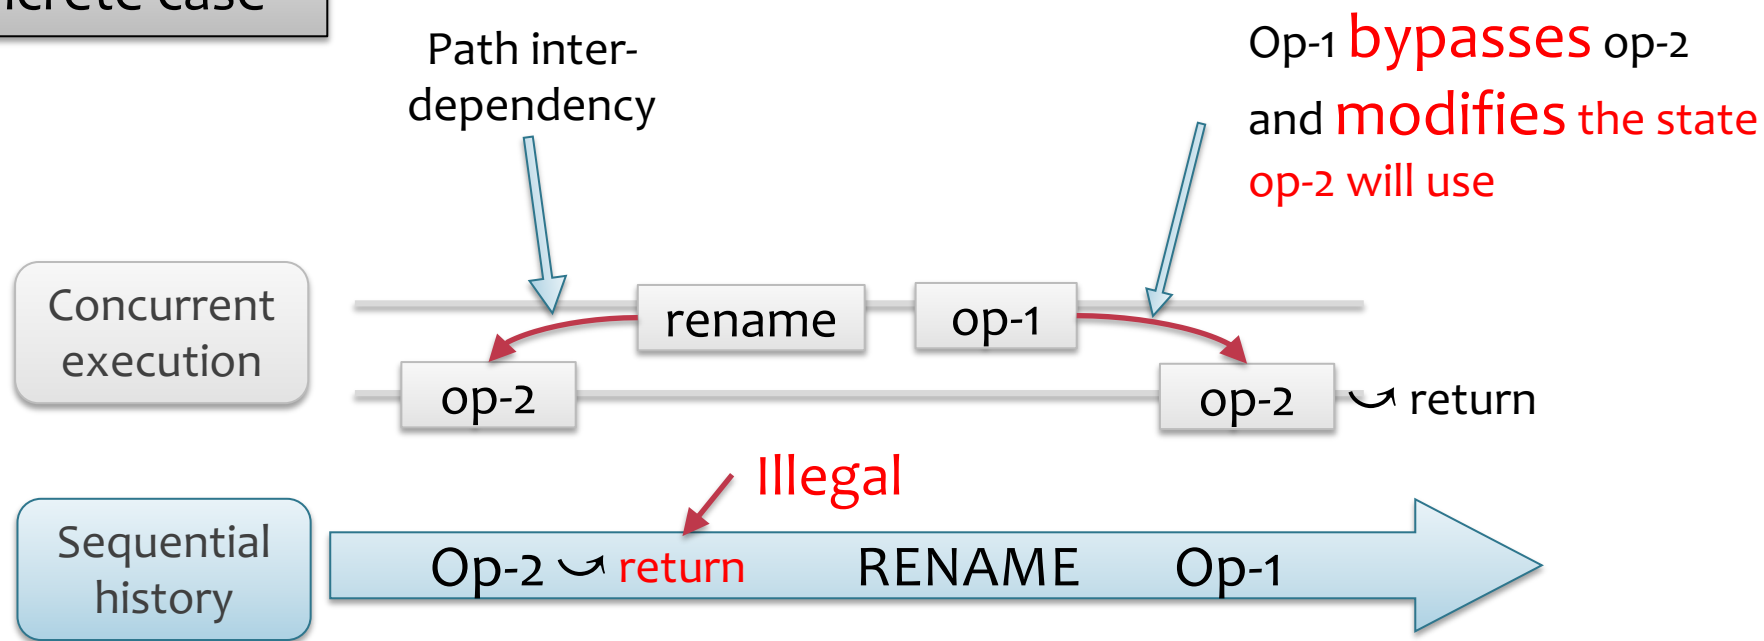 case
Path inter-
dependency
Op-1 bypasses op-2
and modifies the state
op-2 will use
Concurrent
execution
rename
op-1
op-2
op-2
return
Illegal
Sequential
history
Op-2 return RENAME Op-1